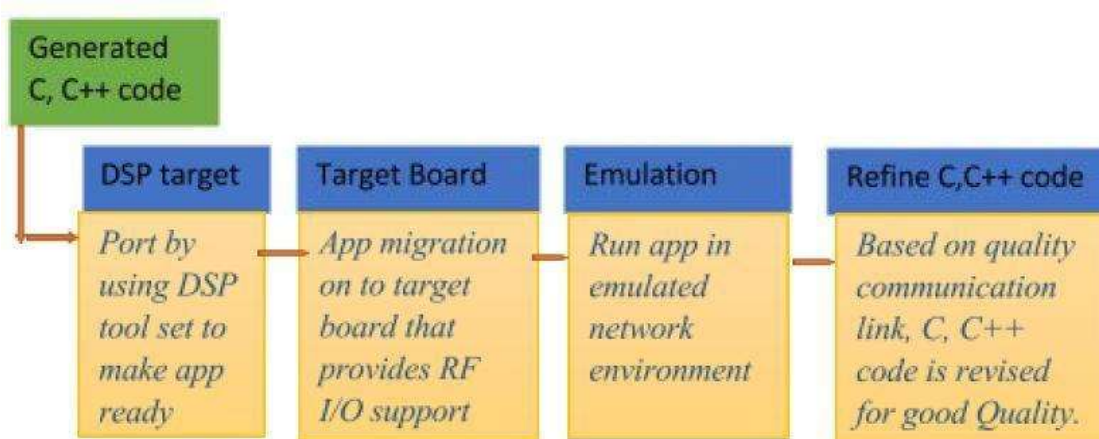 Generated
C, C++ code
DSP target
Port by
using DSP
tool set to
make app
ready
Target Board
App migration
on to target
board that
provides RF
I/O support
Emulation
Run app in
emulated
network
environment
Refine C,C++ code
Based on quality
communication
link, C, C++
code is revised
for good Quality.